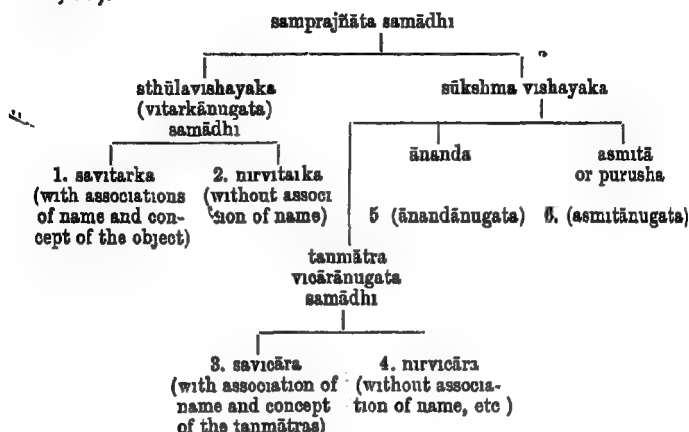 samprajñāta samādhi
sthūlavishayaka
(vitarkānugata)
samādhi
sūkshma vishayaka
1. savitarka
(with associations
of name and con-
cept of the object)
2. nirvitarka
(without associ
tion of name)
ānanda
5 (ānandānugata)
asmitā
or purusha
6. (asmitānugata)
tanmātra
vicārānugata
samādhi
3. savicāra
(with association of
name and concept
of the tanmātras)
4. nirvicāra
(without associa-
tion of name, etc )